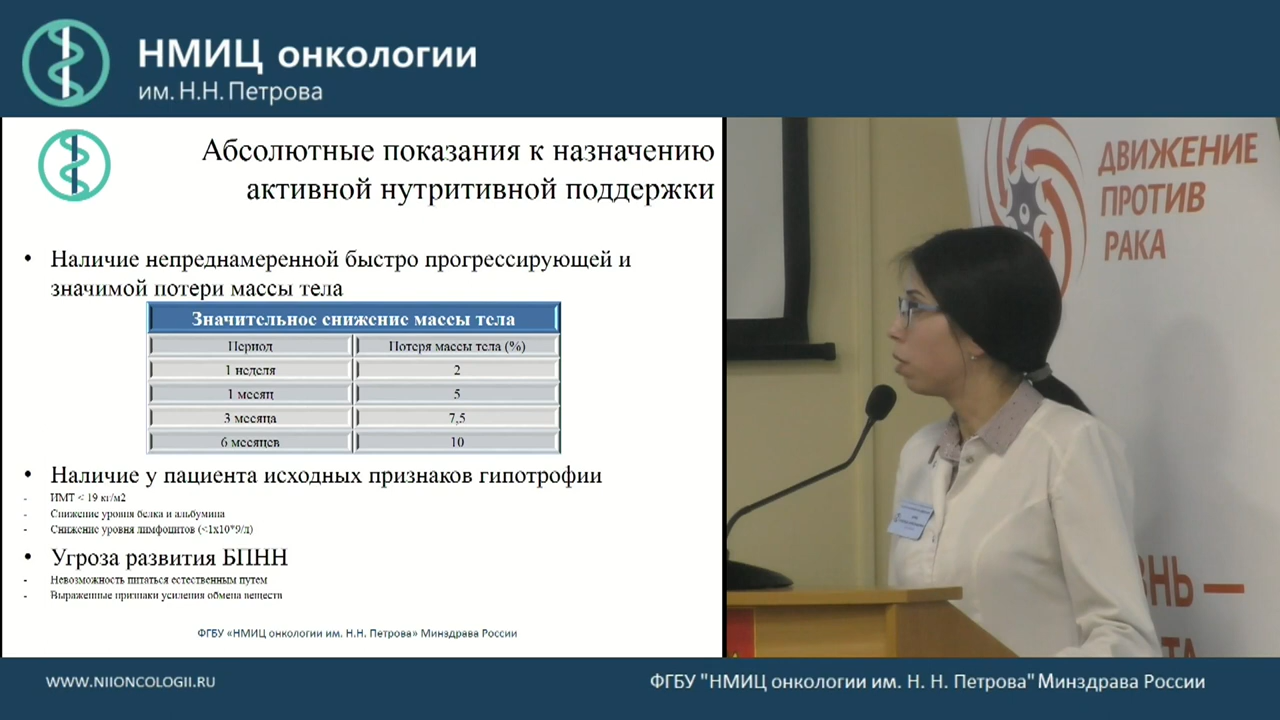 НМИЦ онкологии
им. Н.Н. Петрова
Абсолютные показания к назначению
активной нутритивной поддержки
• Наличие непреднамеренной быстро прогрессирующей и
значимой потери массы тела
Значительное снижение массы тела
Период Потеря массы тела (%)
1 неделя 2
1 месяц 5
3 месяца 7,5
6 месяцев 10
• Наличие у пациента исходных признаков гипотрофии
- ИМТ < 19 кг/м2
- Снижение уровня белка и альбумина
- Снижение уровня лимфоцитов (<1х10*9/л)
• Угроза развития БПНН
- Невозможность питаться естественным путем
- Выраженные признаки усиления обмена веществ
ФГБУ «НМИЦ онкологии им. Н.Н. Петрова» Минздрава России
ДВИЖЕНИЕ
ПРОТИВ
РАКА
WWW.NIIONCOLOGII.RU
ФГБУ "НМИЦ онкологии им. Н. Н. Петрова" Минздрава России